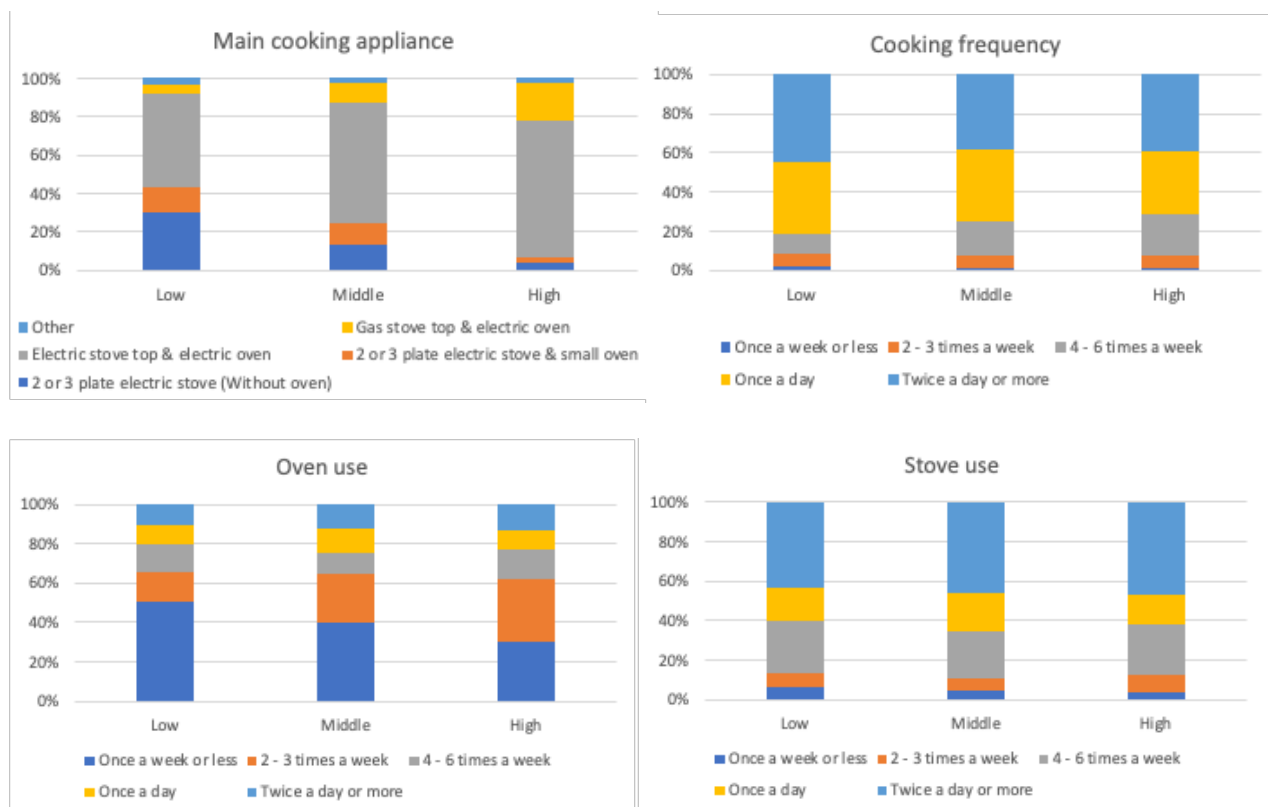 Main cooking appliance
100%
80%
60%
40%
20%
0%
Low Middle High
Other Gas stove top & electric oven
Electric stove top & electric oven 2 or 3 plate electric stove & small oven
2 or 3 plate electric stove (Without oven)
Cooking frequency
100%
80%
60%
40%
20%
0%
Low Middle High
Once a week or less 2 - 3 times a week 4 - 6 times a week
Once a day Twice a day or more
Oven use
100%
80%
60%
40%
20%
0%
Low Middle High
Once a week or less 2 - 3 times a week 4 - 6 times a week
Once a day Twice a day or more
Stove use
100%
80%
60%
40%
20%
0%
Low Middle High
Once a week or less 2 - 3 times a week 4 - 6 times a week
Once a day Twice a day or more